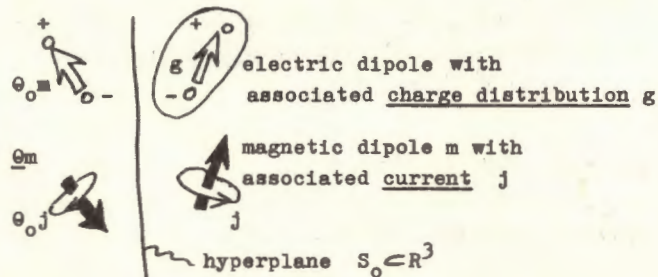 +
+
g
electric dipole with
θ₀m
-
-
associated charge distribution g
θm
magnetic dipole m with
associated current j
θ₀j
j
hyperplane S₀⊂R³